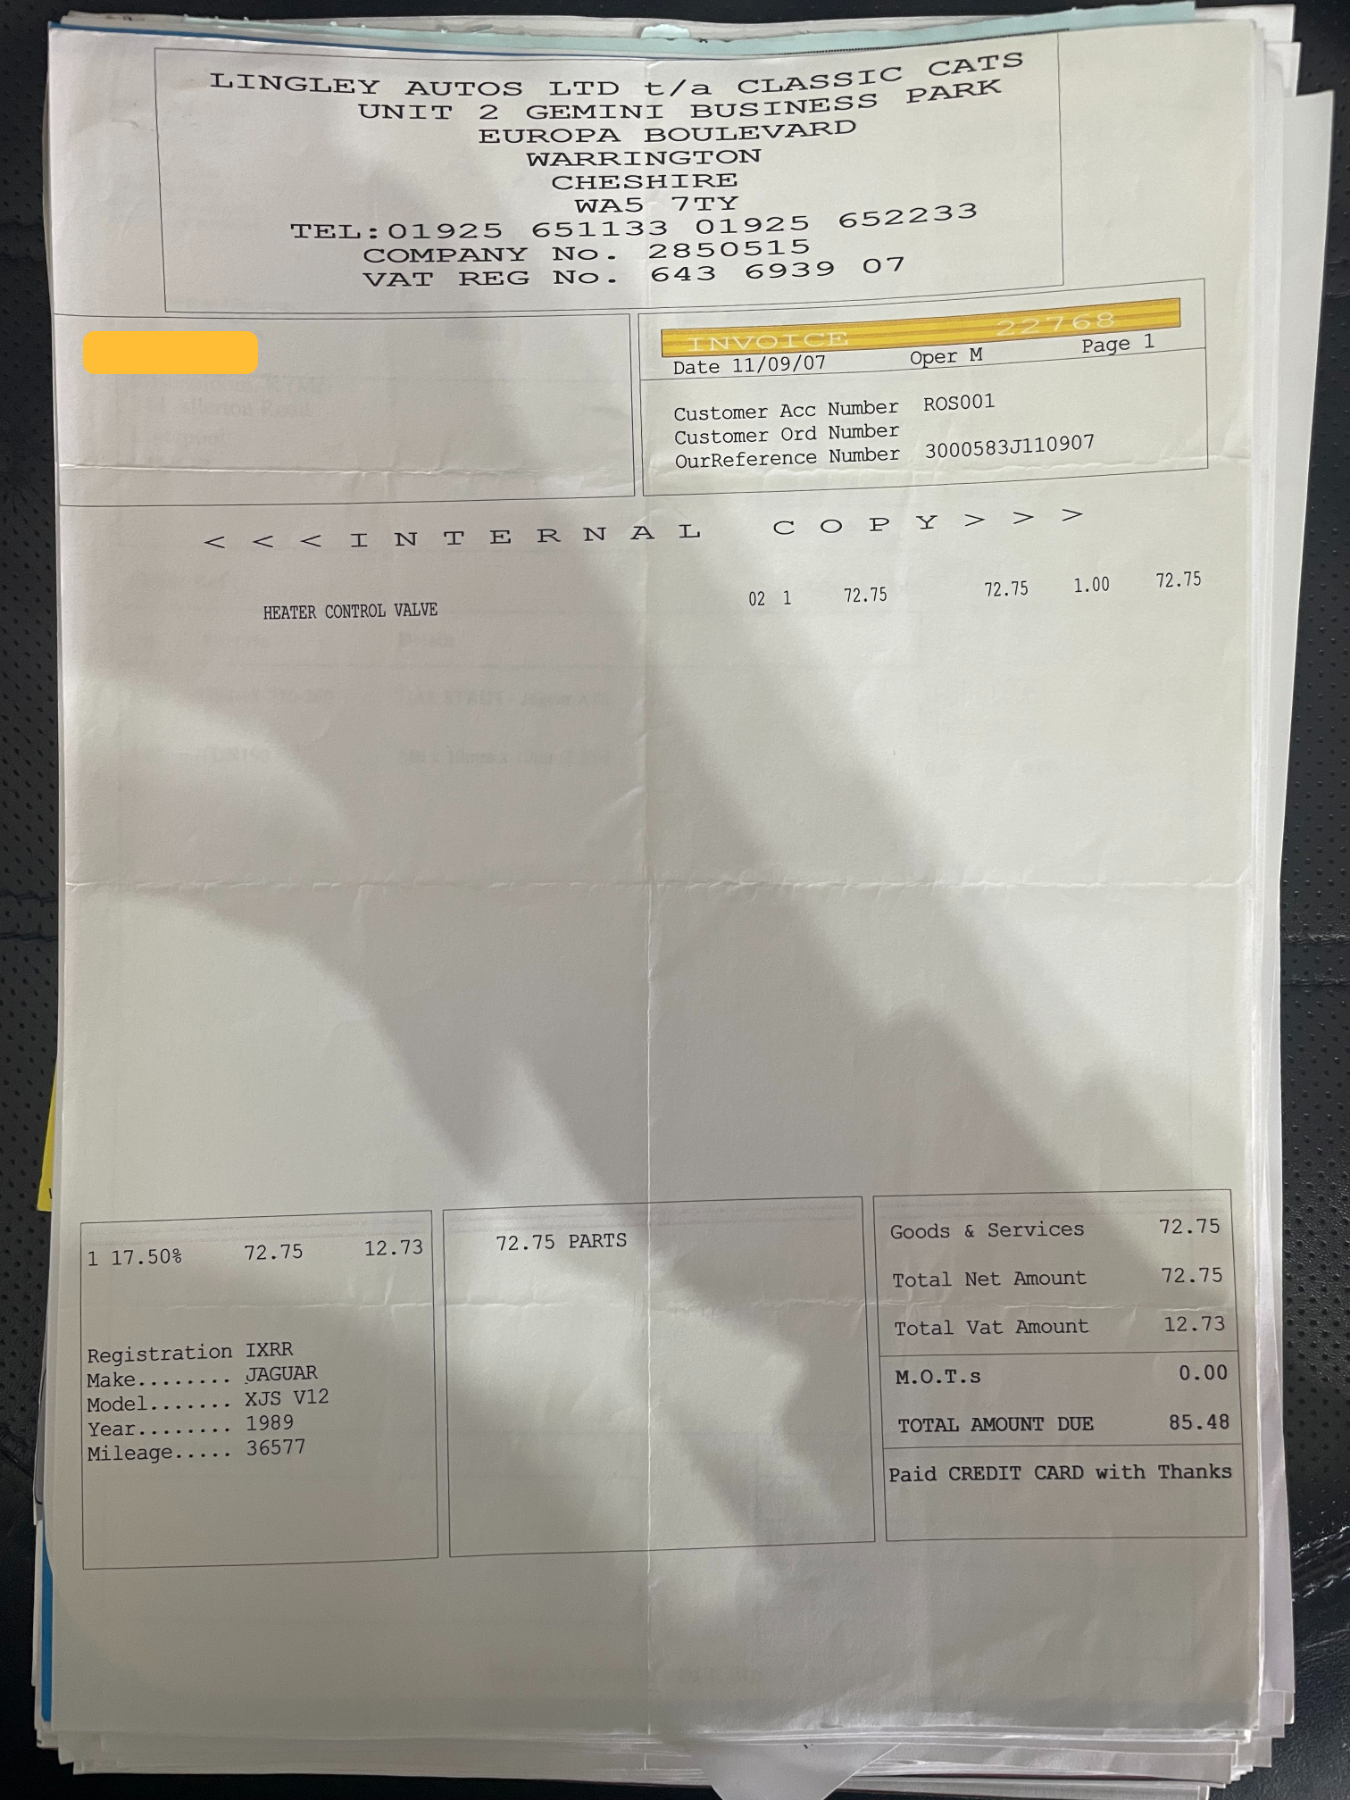 LINGLEY AUTOS LTD t/a CLASSIC CATS
UNIT 2 GEMINI BUSINESS PARK
EUROPA BOULEVARD
WARRINGTON
CHESHIRE
WA5 7TY
TEL:01925 651133 01925 652233
COMPANY No. 2850515
VAT REG No. 643 6939 07
INVOICE 22768
Date 11/09/07 Oper M Page 1
Customer Acc Number ROS001
Customer Ord Number
OurReference Number 3000583J110907
< < < I N T E R N A L C O P Y > > >
HEATER CONTROL VALVE 02 1 72.75 72.75 1.00 72.75
1 17.50% 72.75 12.73
Registration IXRR
Make........ JAGUAR
Model....... XJS V12
Year........ 1989
Mileage..... 36577
72.75 PARTS
Goods & Services 72.75
Total Net Amount 72.75
Total Vat Amount 12.73
M.O.T.s 0.00
TOTAL AMOUNT DUE 85.48
Paid CREDIT CARD with Thanks